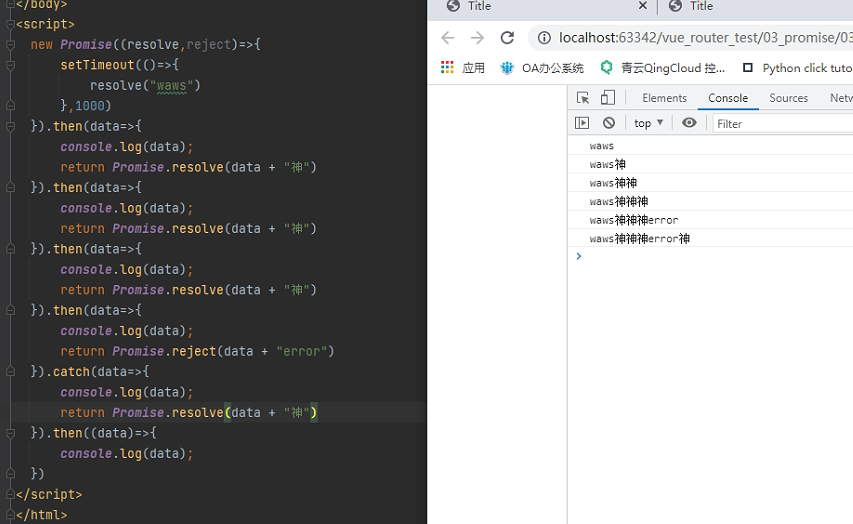 </body>
<script>
new Promise((resolve,reject)=>{
setTimeout(()=>{
resolve("waws")
},1000)
}).then(data=>{
console.log(data);
return Promise.resolve(data + "神")
}).then(data=>{
console.log(data);
return Promise.resolve(data + "神")
}).then(data=>{
console.log(data);
return Promise.resolve(data + "神")
}).then(data=>{
console.log(data);
return Promise.reject(data + "error")
}).catch(data=>{
console.log(data);
return Promise.resolve(data + "神")
}).then((data)=>{
console.log(data);
})
</script>
</html>
Title
Title
localhost:63342/vue_router_test/03_promise/03
应用
OA办公系统
青云QingCloud 控...
Python click tuto
Elements
Console
Sources
Netw
top
Filter
waws
waws神
waws神神
waws神神神
waws神神神error
waws神神神error神